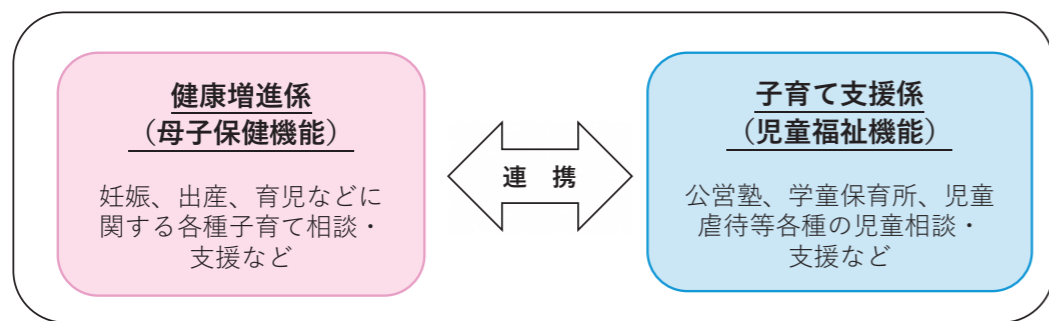 健康増進係
（母子保健機能）
妊娠、出産、育児などに
関する各種子育て相談・
支援など
連　携
子育て支援係
（児童福祉機能）
公営塾、学童保育所、児童
虐待等各種の児童相談・
支援など